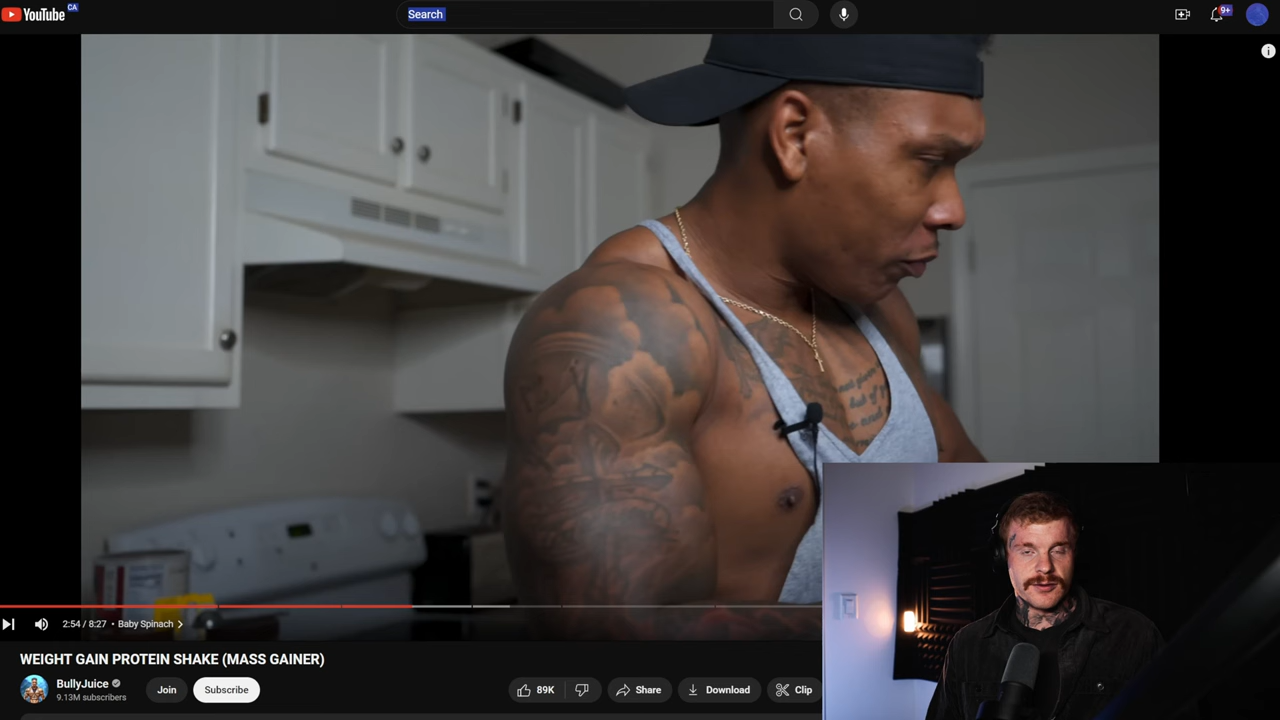 YouTube CA
Search
9+
2:54 / 8:27 • Baby Spinach
WEIGHT GAIN PROTEIN SHAKE (MASS GAINER)
BullyJuice
9.13M subscribers
Join
Subscribe
89K
Share
Download
Clip